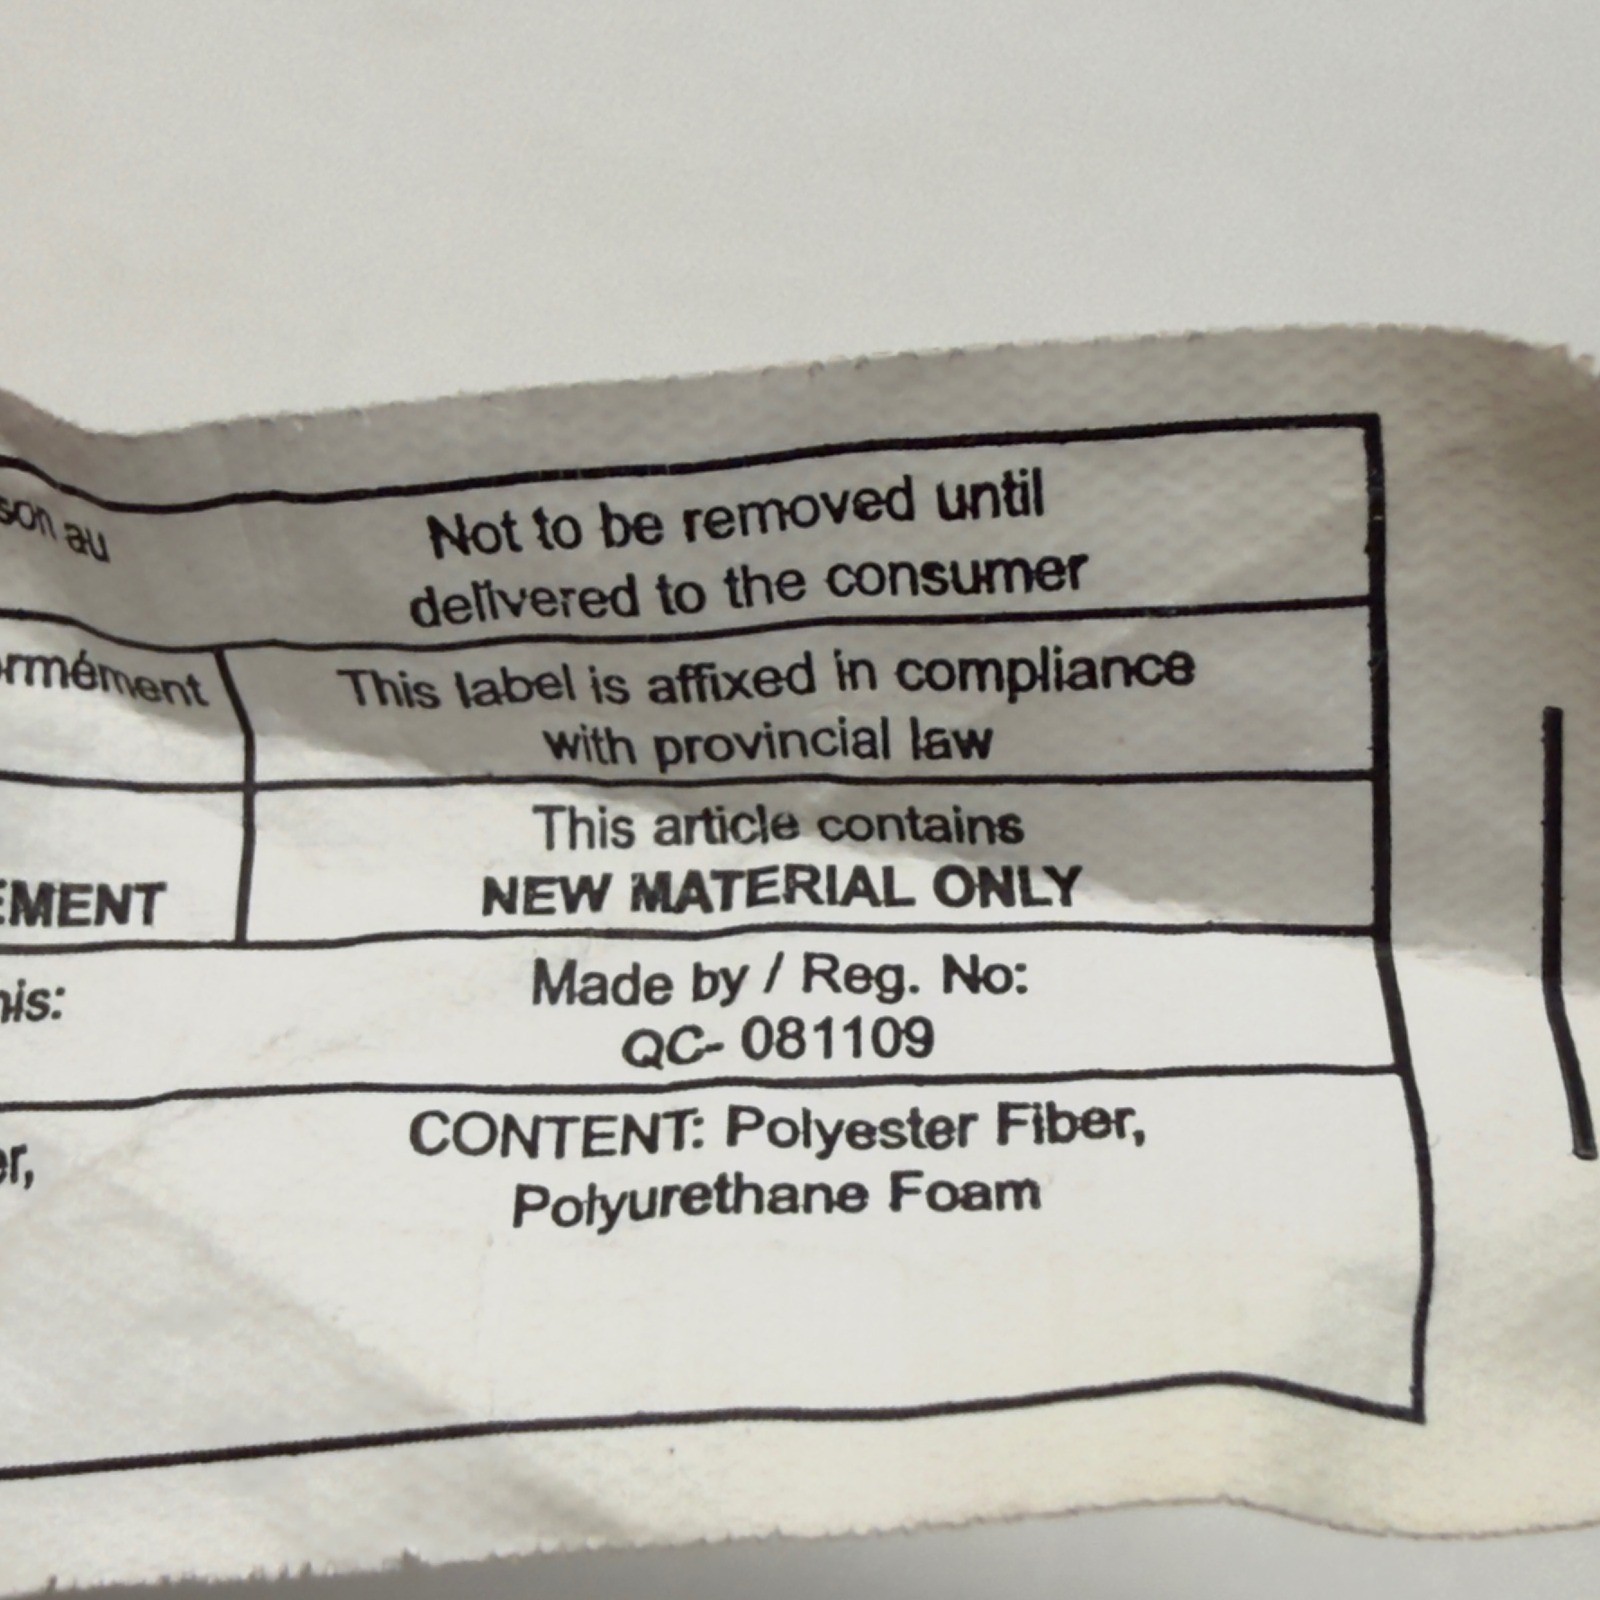 son au
Not to be removed until
delivered to the consumer
ormément
This label is affixed in compliance
with provincial law
This article contains
EMENT
NEW MATERIAL ONLY
his:
Made by / Reg. No:
QC- 081109
er,
CONTENT: Polyester Fiber,
Polyurethane Foam